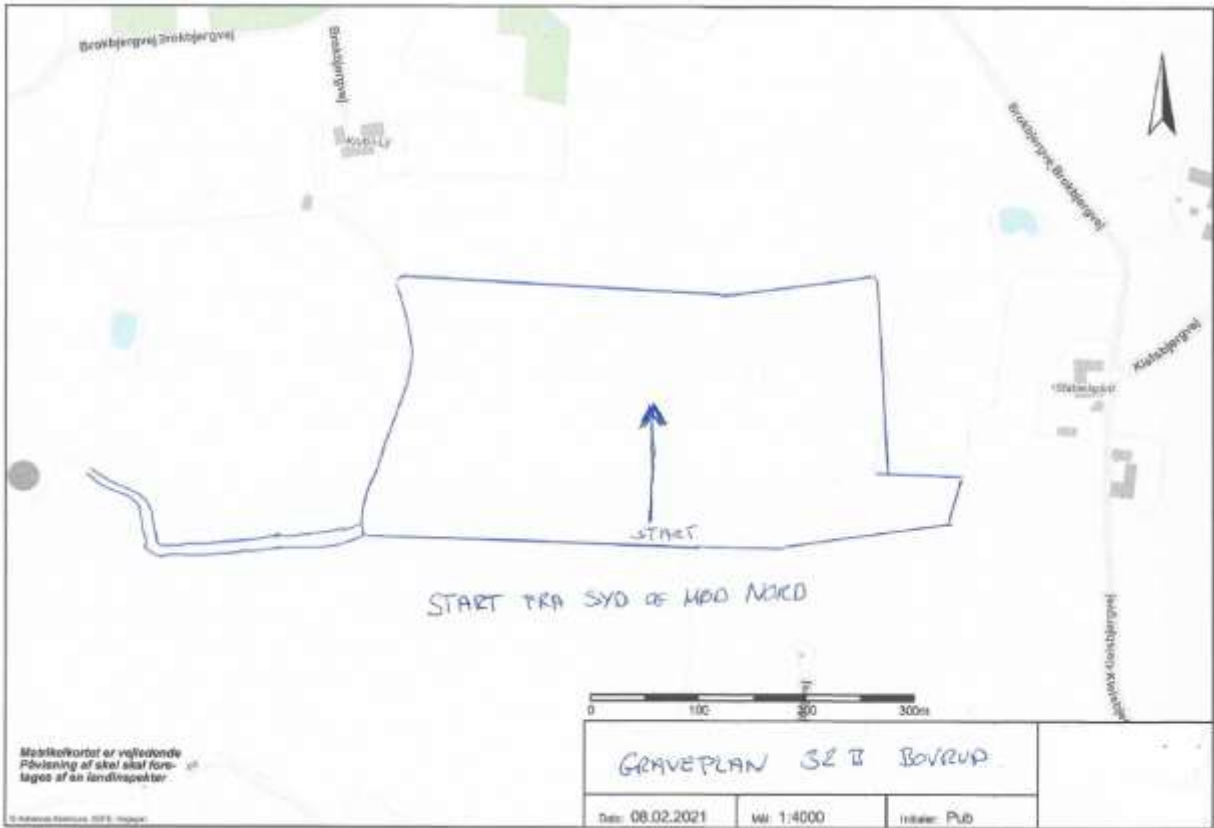 Brokbjergvej Brokbjergvej
Brokbjergvej
Brokbjergvej Brokbjergvej
Kielsbjergvej
START
START FRA SYD OG MOD NORD
0 100 200 300m
Matrikelkortet er vejledende
Påvisning af skel skal fore-
tages af en landinspektør
GRAVEPLAN 32 B BOVRUP
Dato: 08.02.2021
Mål: 1:4000
Initialer: Pub